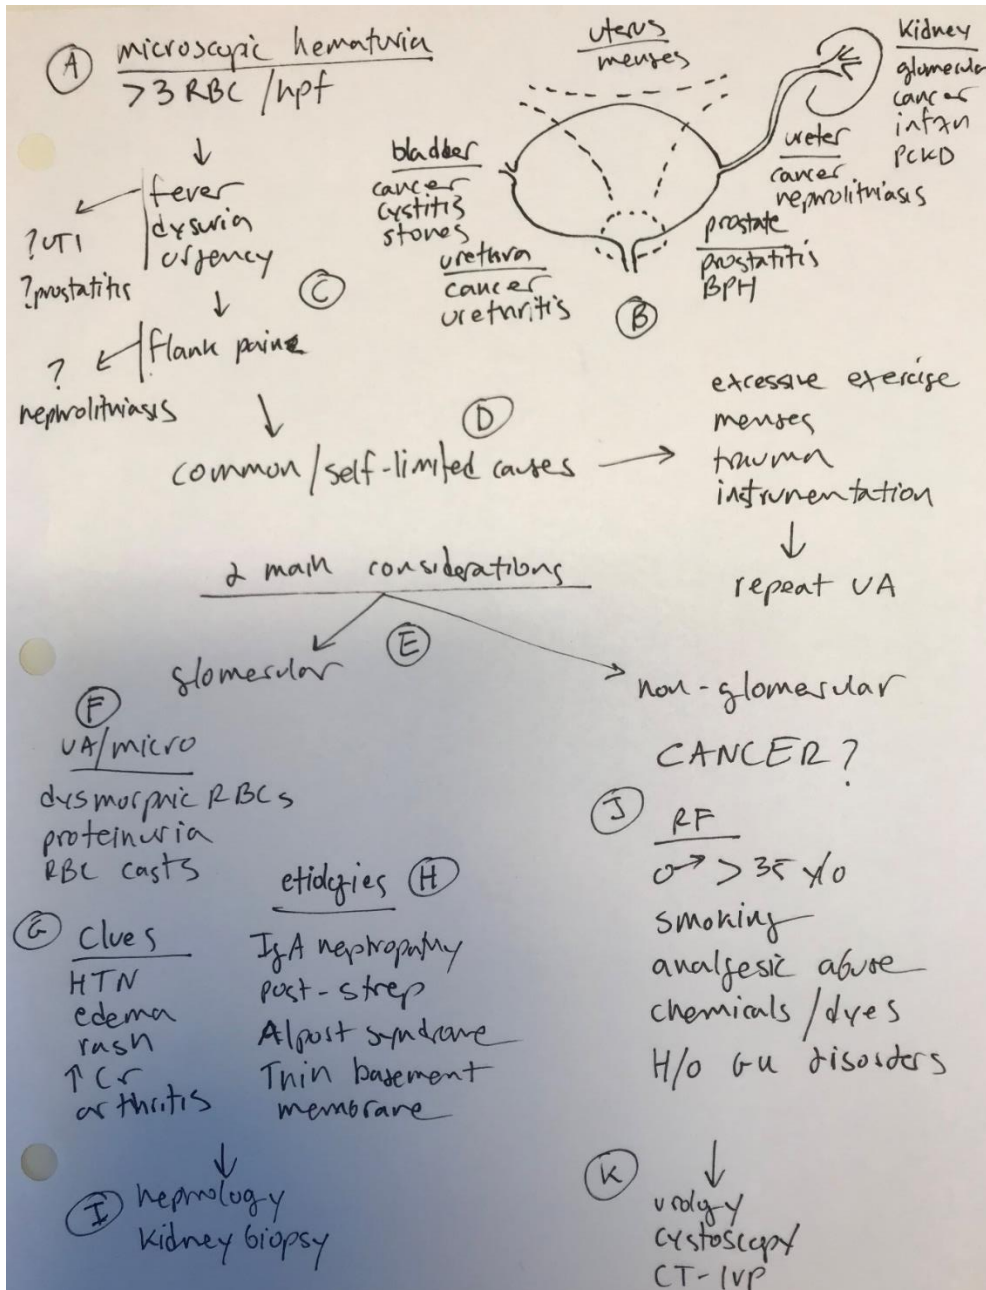 A
microscopic hematuria
>3 RBC /hpf
uterus
menses
kidney
glomerular
cancer
infxn
PCKD
ureter
cancer
nephrolithiasis
bladder
cancer
cystitis
stones
urethra
cancer
urethritis
prostate
prostatitis
BPH
B
↓
fever
dysuria
urgency
?UTI
?prostatitis
C
↓
flank pain
?
nephrolithiasis
D
common/self-limited causes →
excessive exercise
menses
trauma
instrumentation
↓
repeat UA
2 main considerations
E
glomerular
non-glomerular
F
UA/micro
dysmorphic RBCs
proteinuria
RBC casts
G
Clues
HTN
edema
rash
↑Cr
arthritis
etiologies
H
IgA nephropathy
post-strep
Alport syndrome
Thin basement
membrane
↓
I
nephrology
kidney biopsy
CANCER?
J
RF
♂ > 35 y/o
smoking
analgesic abuse
chemicals/dyes
H/o GU disorders
↓
K
urology
cystoscopy
CT-IVP